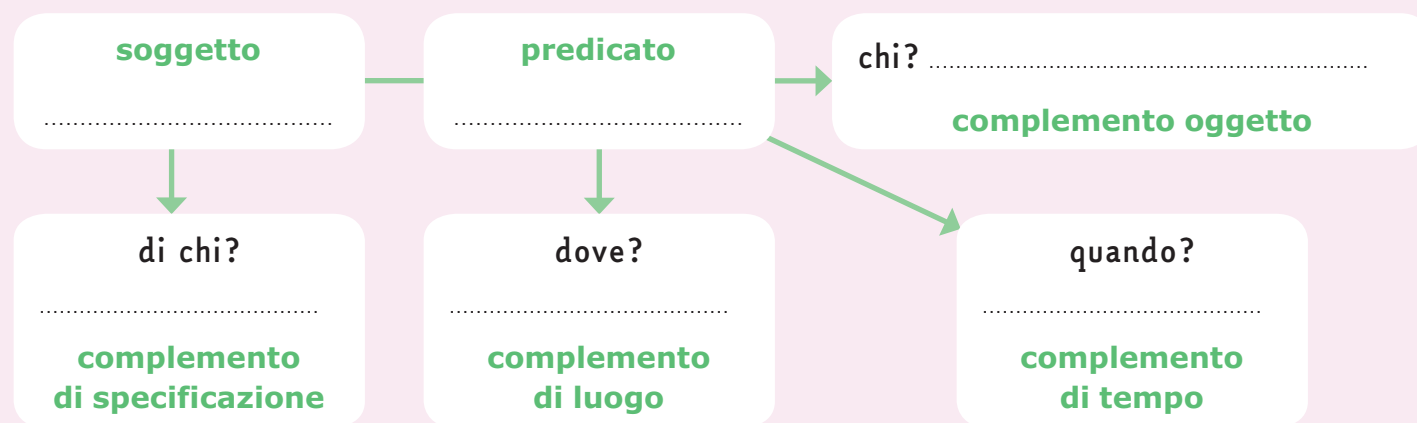 soggetto
........................................
predicato
........................................
chi? .............................................................
complemento oggetto
di chi?
........................................
complemento
di specificazione
dove?
........................................
complemento
di luogo
quando?
........................................
complemento
di tempo